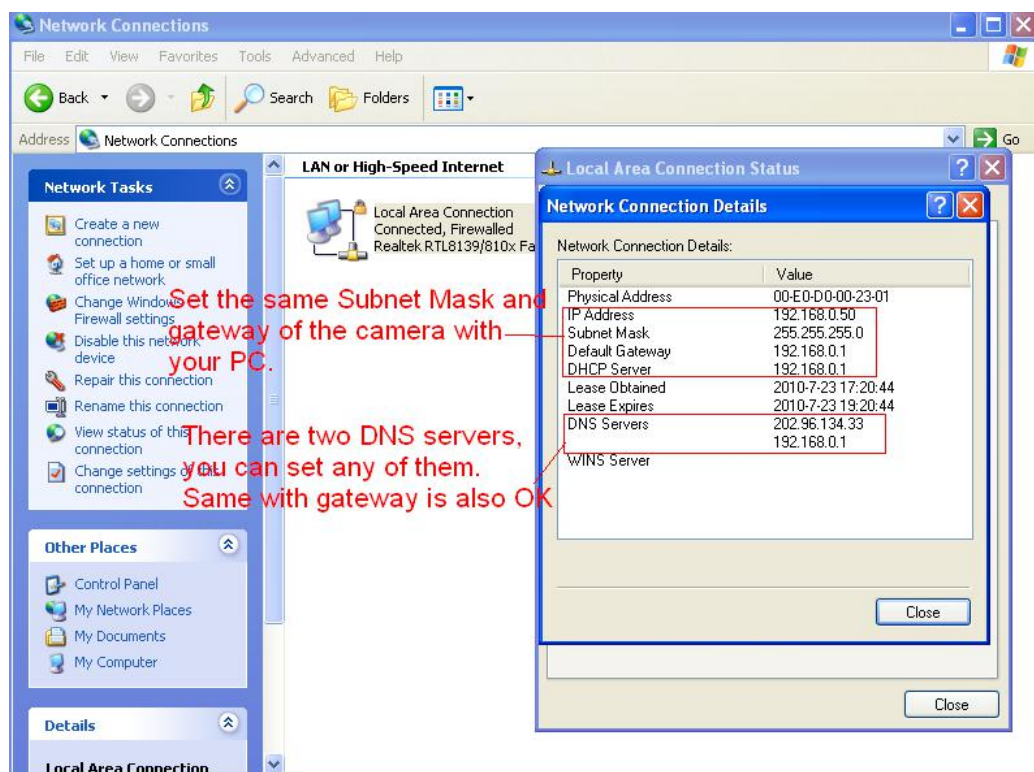 Network Connections
File Edit View Favorites Tools Advanced Help
Back Search Folders
Address Network Connections Go
Network Tasks
Create a new
connection
Set up a home or small
office network
Change Windows
Firewall settings
Disable this network
device
Repair this connection
Rename this connection
View status of this
connection
Change settings of this
connection
Other Places
Control Panel
My Network Places
My Documents
My Computer
Details
Local Area Connection
LAN or High-Speed Internet
Local Area Connection
Connected, Firewalled
Realtek RTL8139/810x Fa
Set the same Subnet Mask and
gateway of the camera with
your PC.
There are two DNS servers,
you can set any of them.
Same with gateway is also OK
Local Area Connection Status
Network Connection Details
Network Connection Details:
Property Value
Physical Address 00-E0-D0-00-23-01
IP Address 192.168.0.50
Subnet Mask 255.255.255.0
Default Gateway 192.168.0.1
DHCP Server 192.168.0.1
Lease Obtained 2010-7-23 17:20:44
Lease Expires 2010-7-23 19:20:44
DNS Servers 202.96.134.33
192.168.0.1
WINS Server
Close
Close